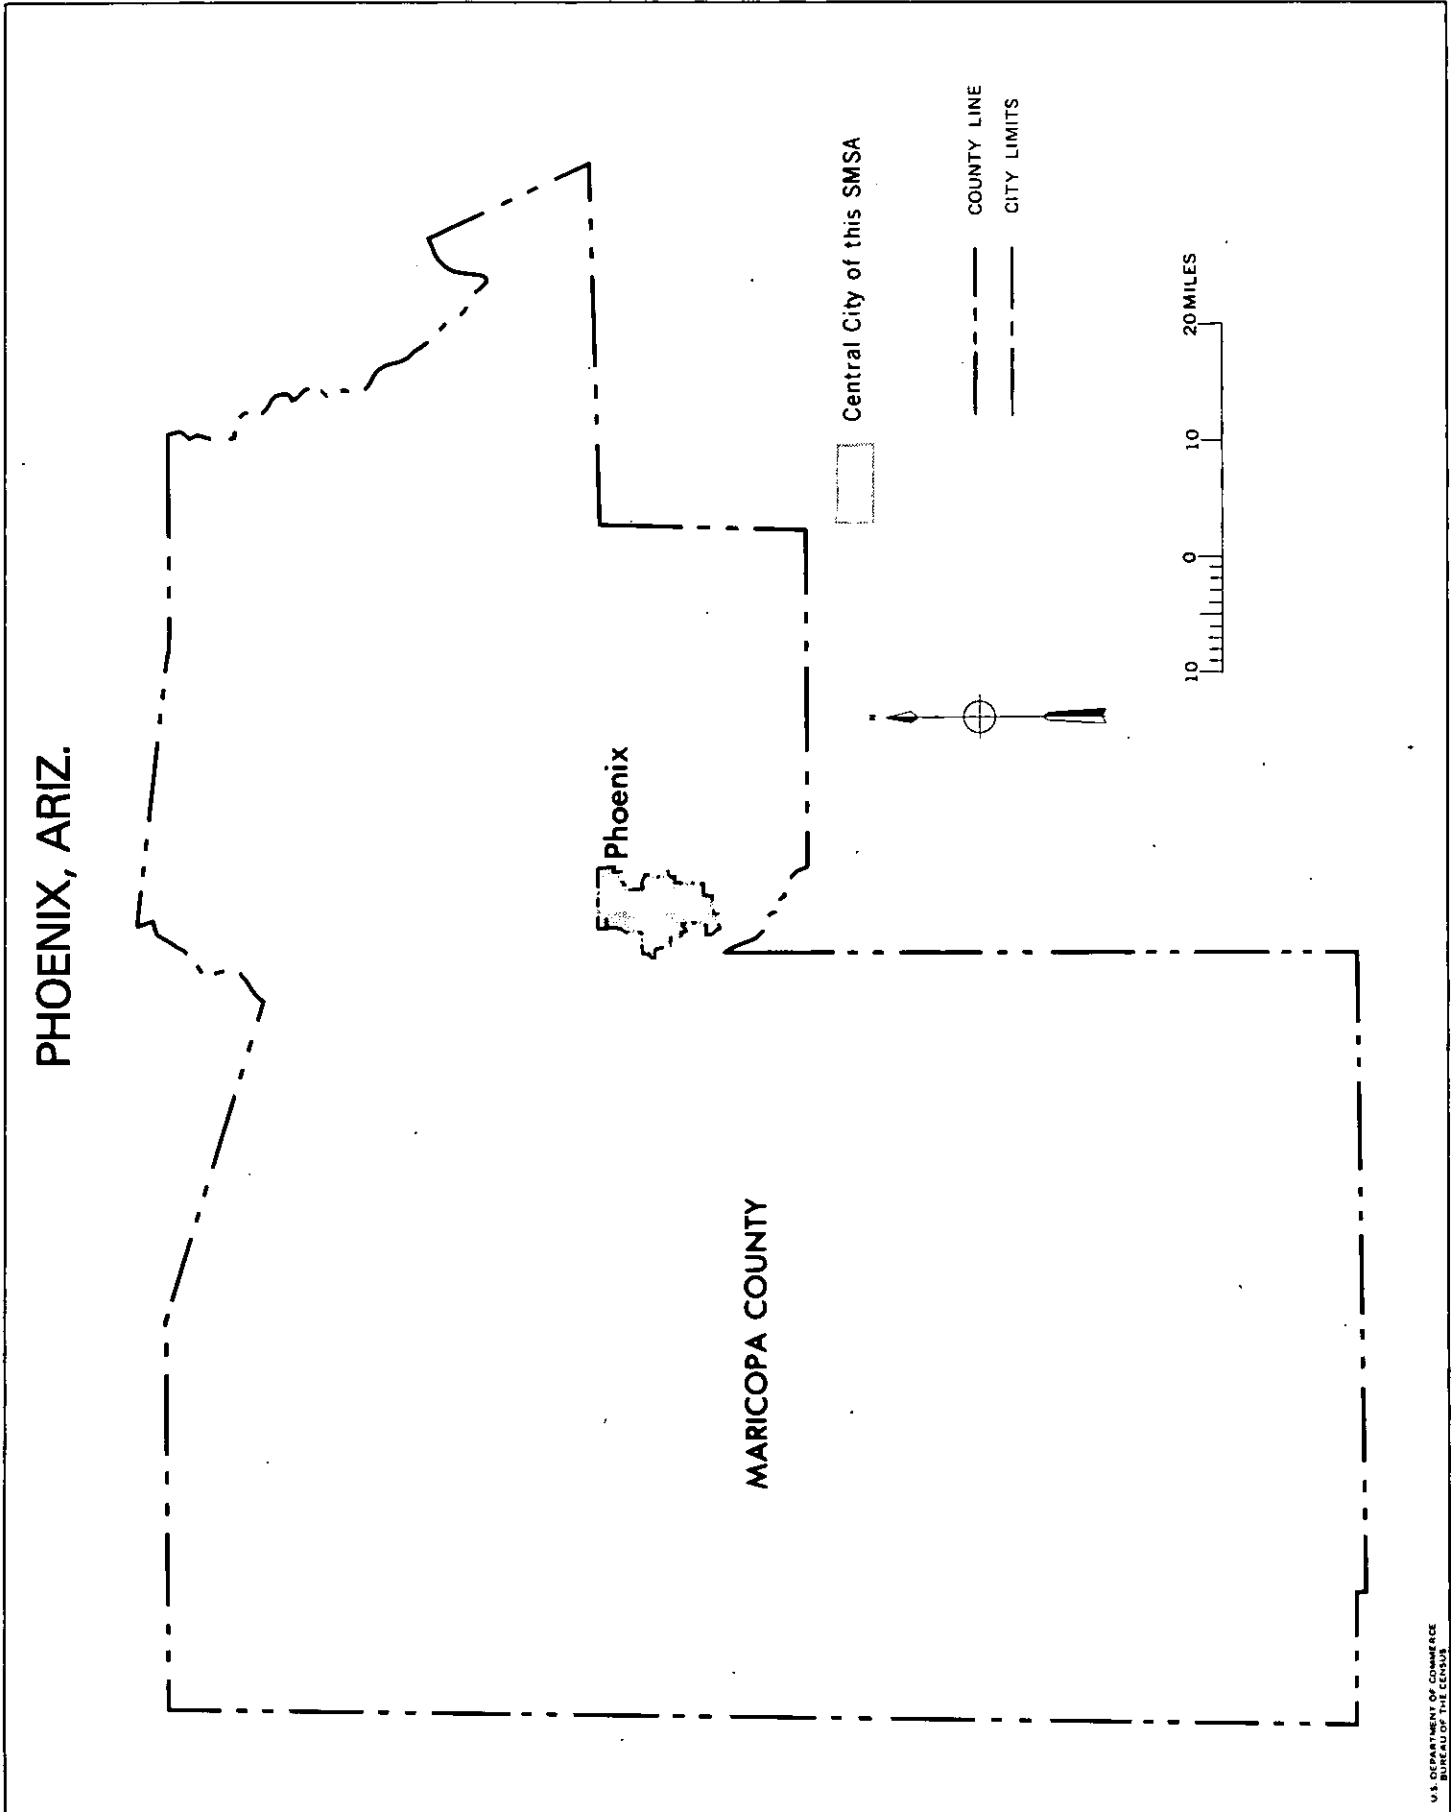 PHOENIX, ARIZ.
Phoenix
MARICOPA COUNTY
Central City of this SMSA
COUNTY LINE
CITY LIMITS
N
10 0 10 20 MILES
U.S. DEPARTMENT OF COMMERCE
BUREAU OF THE CENSUS